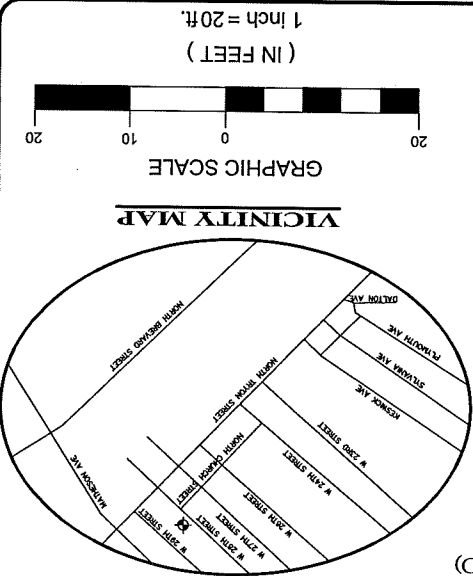 W 29TH STREET
W 28TH STREET
W 27TH STREET
W 26TH STREET
W 24TH STREET
W 23RD STREET
NORTH CHURCH STREET
MATHESON AVE
KESWICK AVE
SYLVANIA AVE
PLYMOUTH AVE
DALTON AVE
NORTH TRYON STREET
NORTH BREVARD STREET
VICINITY MAP
GRAPHIC SCALE
20 0 10 20
( IN FEET )
1 inch = 20ft.